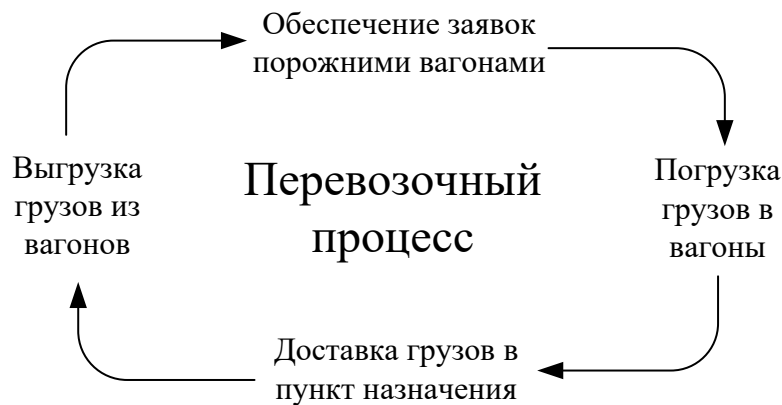 Обеспечение заявок
порожними вагонами
Выгрузка
грузов из
вагонов
Перевозочный
процесс
Погрузка
грузов в
вагоны
Доставка грузов в
пункт назначения